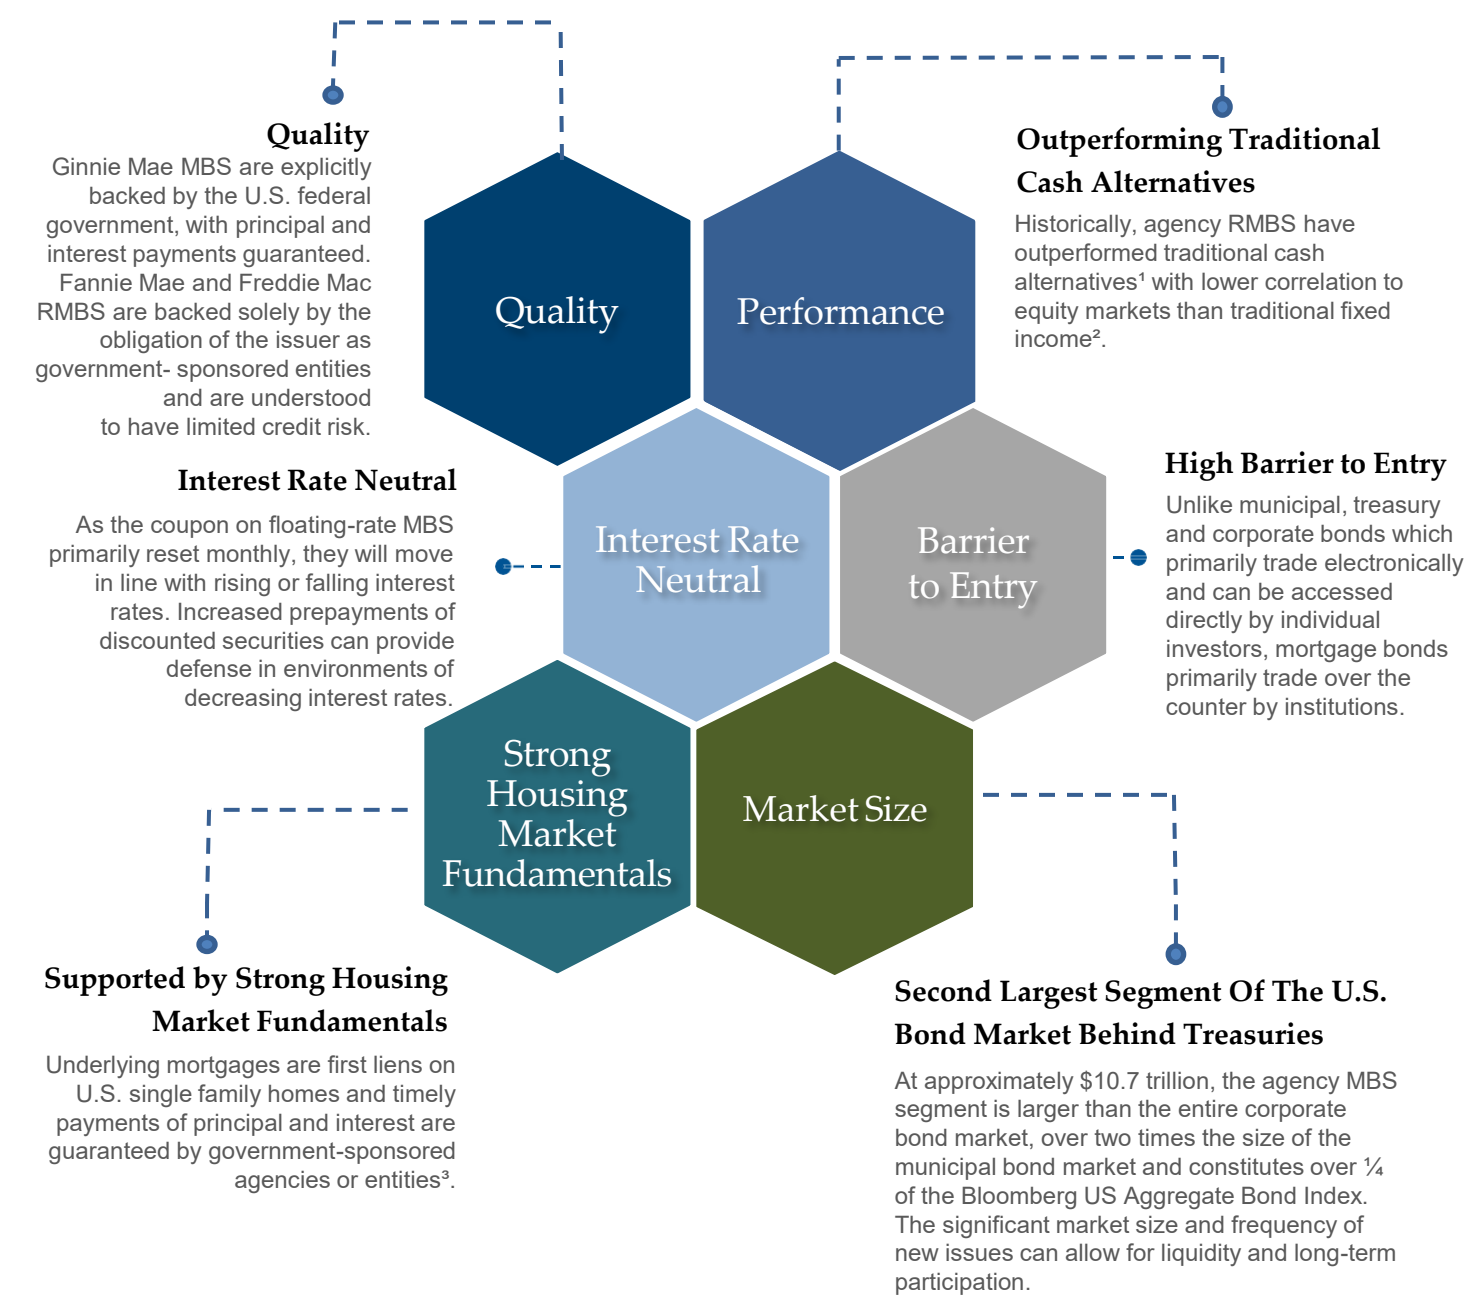 Quality
Ginnie Mae MBS are explicitly
backed by the U.S. federal
government, with principal and
interest payments guaranteed.
Fannie Mae and Freddie Mac
RMBS are backed solely by the
obligation of the issuer as
government- sponsored entities
and are understood
to have limited credit risk.
Quality
Performance
Outperforming Traditional
Cash Alternatives
Historically, agency RMBS have
outperformed traditional cash
alternatives¹ with lower correlation to
equity markets than traditional fixed
income².
Interest Rate Neutral
As the coupon on floating-rate MBS
primarily reset monthly, they will move
in line with rising or falling interest
rates. Increased prepayments of
discounted securities can provide
defense in environments of
decreasing interest rates.
Interest Rate
Neutral
Barrier
to Entry
High Barrier to Entry
Unlike municipal, treasury
and corporate bonds which
primarily trade electronically
and can be accessed
directly by individual
investors, mortgage bonds
primarily trade over the
counter by institutions.
Strong
Housing
Market
Fundamentals
Market Size
Supported by Strong Housing
Market Fundamentals
Underlying mortgages are first liens on
U.S. single family homes and timely
payments of principal and interest are
guaranteed by government-sponsored
agencies or entities³.
Second Largest Segment Of The U.S.
Bond Market Behind Treasuries
At approximately $10.7 trillion, the agency MBS
segment is larger than the entire corporate
bond market, over two times the size of the
municipal bond market and constitutes over ¼
of the Bloomberg US Aggregate Bond Index.
The significant market size and frequency of
new issues can allow for liquidity and long-term
participation.